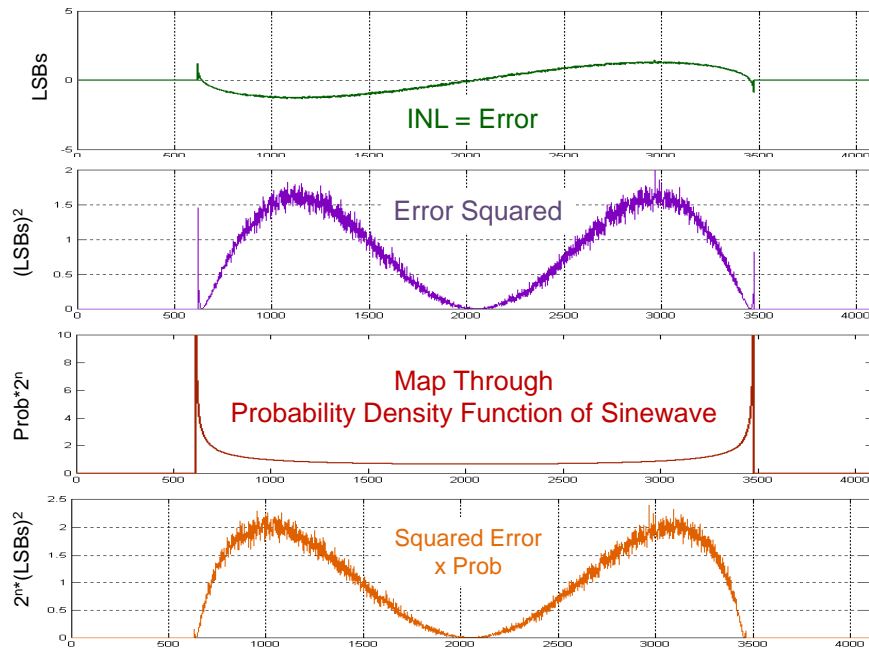 LSBs
5
0
-5
INL = Error
0 500 1000 1500 2000 2500 3000 3500 4000
(LSBs)²
2
1.5
1
0.5
0
Error Squared
0 500 1000 1500 2000 2500 3000 3500 4000
Prob*2ⁿ
10
8
6
4
2
0
Map Through
Probability Density Function of Sinewave
0 500 1000 1500 2000 2500 3000 3500 4000
2ⁿ*(LSBs)²
2.5
2
1.5
1
0.5
0
Squared Error
x Prob
0 500 1000 1500 2000 2500 3000 3500 4000